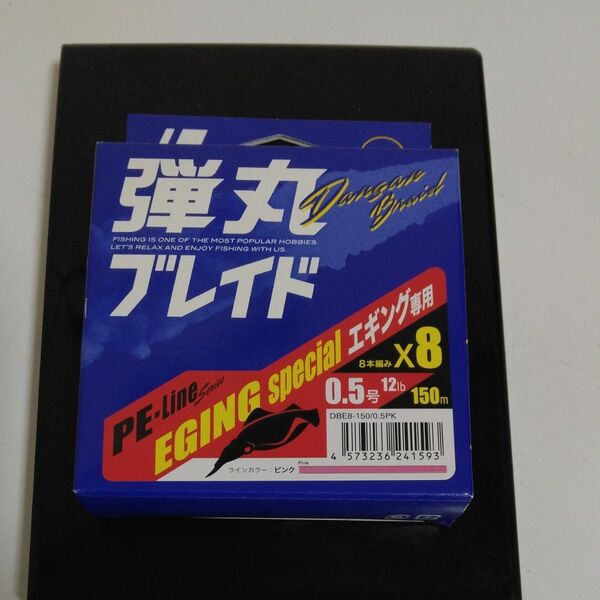 弾丸
Dangan Braid
FISHING IS ONE OF THE MOST POPULAR HOBBIES.
LET'S RELAX AND ENJOY FISHING WITH US.
ブレイド
PE-Line Series
EGING special エギング専用
8本編み X8
0.5号 12lb 150m
DBE8-150/0.5PK
4 573236 241593
Pink
ラインカラー：ピンク